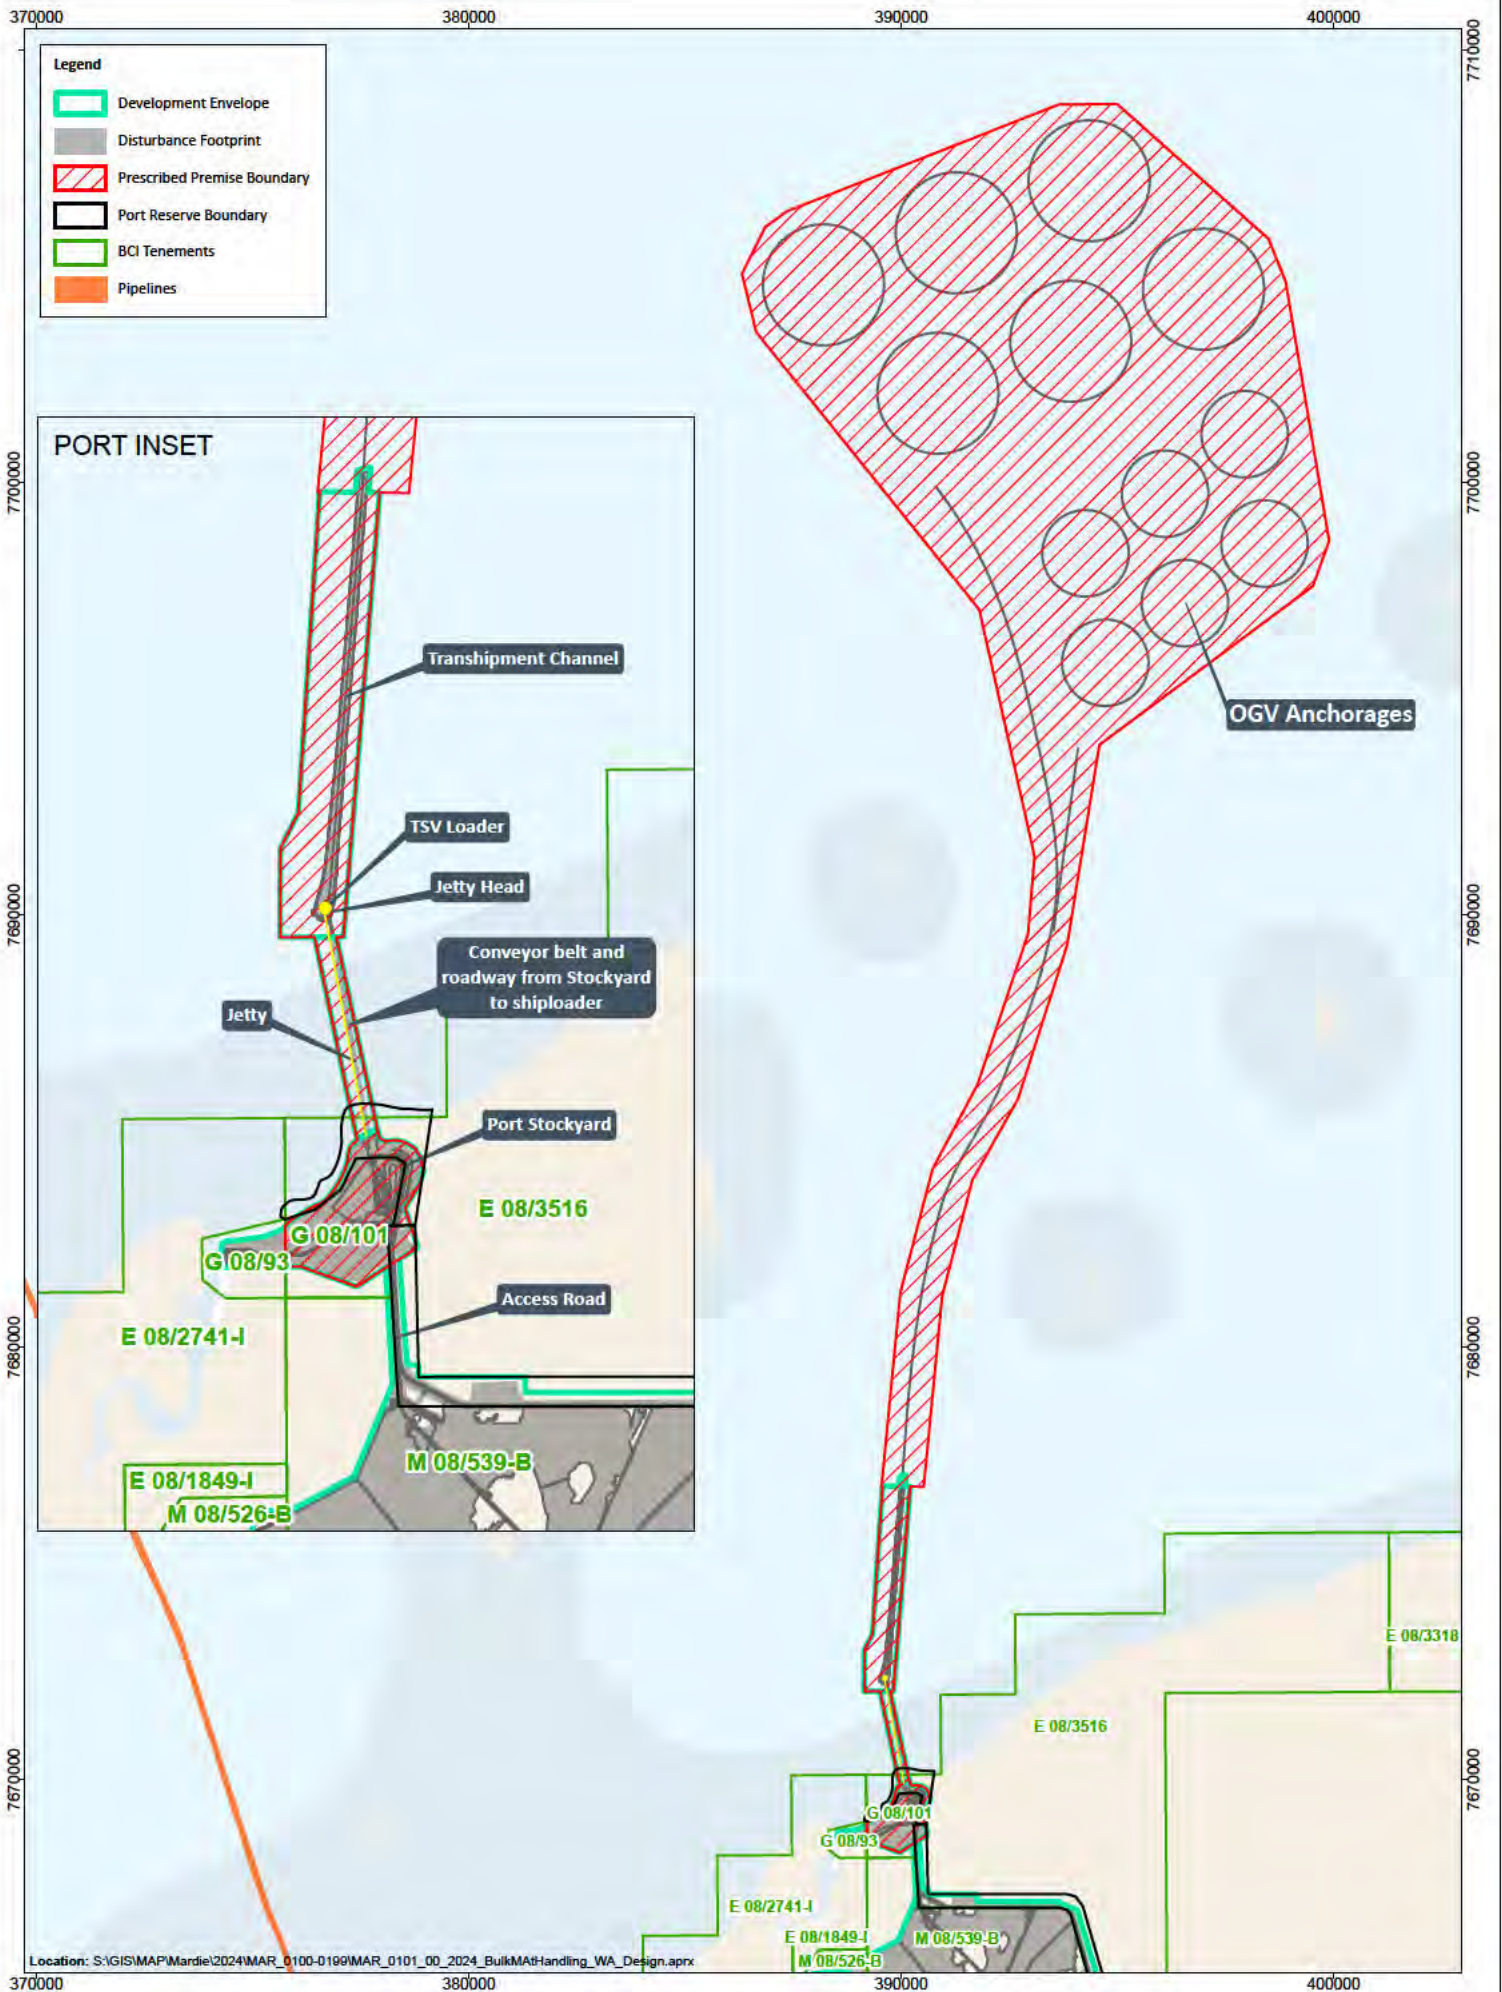 370000
380000
390000
400000
7710000
7710000
Legend
Development Envelope
Disturbance Footprint
Prescribed Premise Boundary
Port Reserve Boundary
BCI Tenements
Pipelines
PORT INSET
7700000
7700000
Transhipment Channel
OGV Anchorages
TSV Loader
Jetty Head
7690000
7690000
Conveyor belt and
roadway from Stockyard
to shiploader
Jetty
Port Stockyard
E 08/3516
G 08/101
G 08/93
Access Road
E 08/2741-I
7680000
7680000
M 08/539-B
E 08/1849-I
M 08/526-B
E 08/3318
E 08/3516
7670000
7670000
G 08/101
G 08/93
E 08/2741-I
E 08/1849-I
M 08/539-B
M 08/526-B
Location: S:\GIS\MAP\Mardie\2024\MAR_0100-0199\MAR_0101_00_2024_BulkMAtHandling_WA_Design.aprx
370000
380000
390000
400000